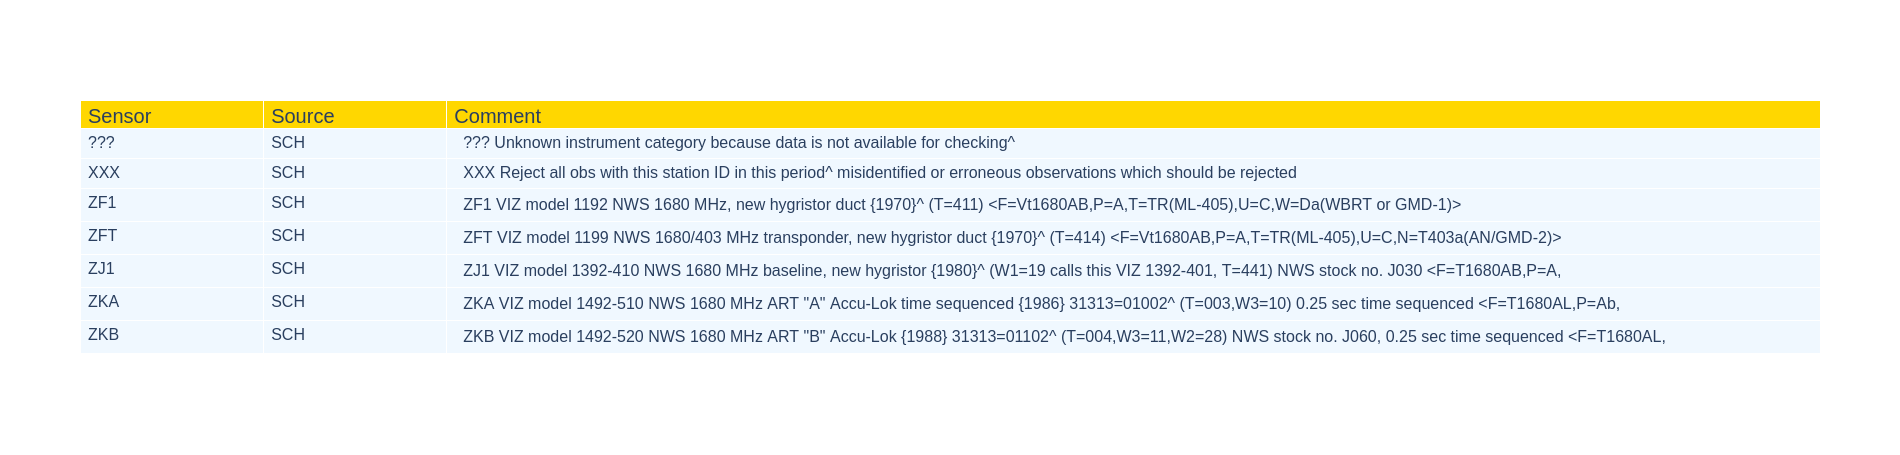 Sensor Source Comment
??? SCH ??? Unknown instrument category because data is not available for checking^
XXX SCH XXX Reject all obs with this station ID in this period^ misidentified or erroneous observations which should be rejected
ZF1 SCH ZF1 VIZ model 1192 NWS 1680 MHz, new hygristor duct {1970}^ (T=411) <F=Vt1680AB,P=A,T=TR(ML-405),U=C,W=Da(WBRT or GMD-1)>
ZFT SCH ZFT VIZ model 1199 NWS 1680/403 MHz transponder, new hygristor duct {1970}^ (T=414) <F=Vt1680AB,P=A,T=TR(ML-405),U=C,N=T403a(AN/GMD-2)>
ZJ1 SCH ZJ1 VIZ model 1392-410 NWS 1680 MHz baseline, new hygristor {1980}^ (W1=19 calls this VIZ 1392-401, T=441) NWS stock no. J030 <F=T1680AB,P=A,
ZKA SCH ZKA VIZ model 1492-510 NWS 1680 MHz ART "A" Accu-Lok time sequenced {1986} 31313=01002^ (T=003,W3=10) 0.25 sec time sequenced <F=T1680AL,P=Ab,
ZKB SCH ZKB VIZ model 1492-520 NWS 1680 MHz ART "B" Accu-Lok {1988} 31313=01102^ (T=004,W3=11,W2=28) NWS stock no. J060, 0.25 sec time sequenced <F=T1680AL,